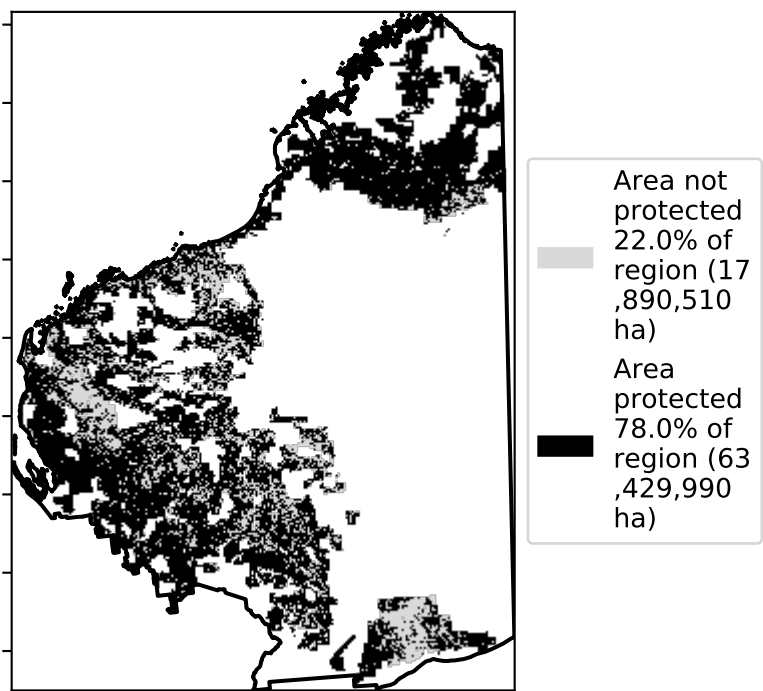 Area not
protected
22.0% of
region (17
,890,510
ha)
Area
protected
78.0% of
region (63
,429,990
ha)